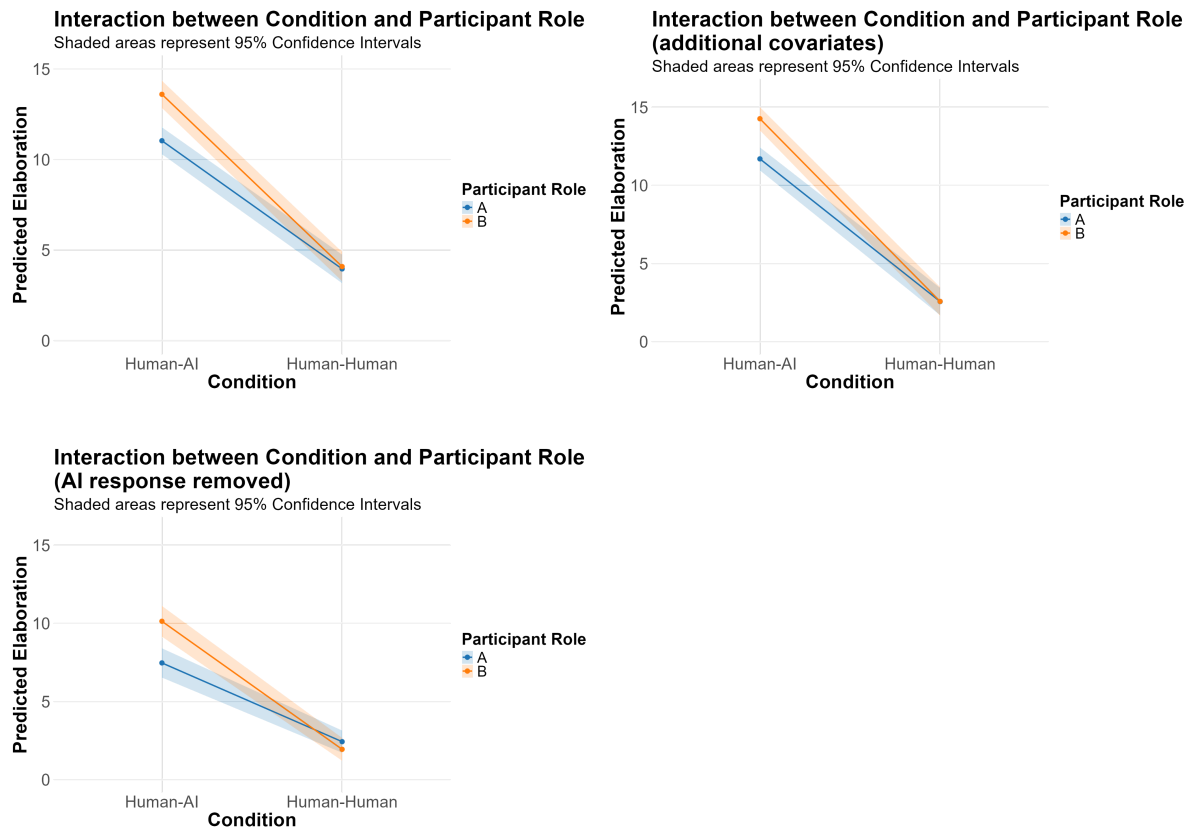 Interaction between Condition and Participant Role
Shaded areas represent 95% Confidence Intervals
15
10
5
0
Predicted Elaboration
Human-AI
Human-Human
Condition
Participant Role
A
B
Interaction between Condition and Participant Role
(additional covariates)
Shaded areas represent 95% Confidence Intervals
15
10
5
0
Predicted Elaboration
Human-AI
Human-Human
Condition
Participant Role
A
B
Interaction between Condition and Participant Role
(AI response removed)
Shaded areas represent 95% Confidence Intervals
15
10
5
0
Predicted Elaboration
Human-AI
Human-Human
Condition
Participant Role
A
B